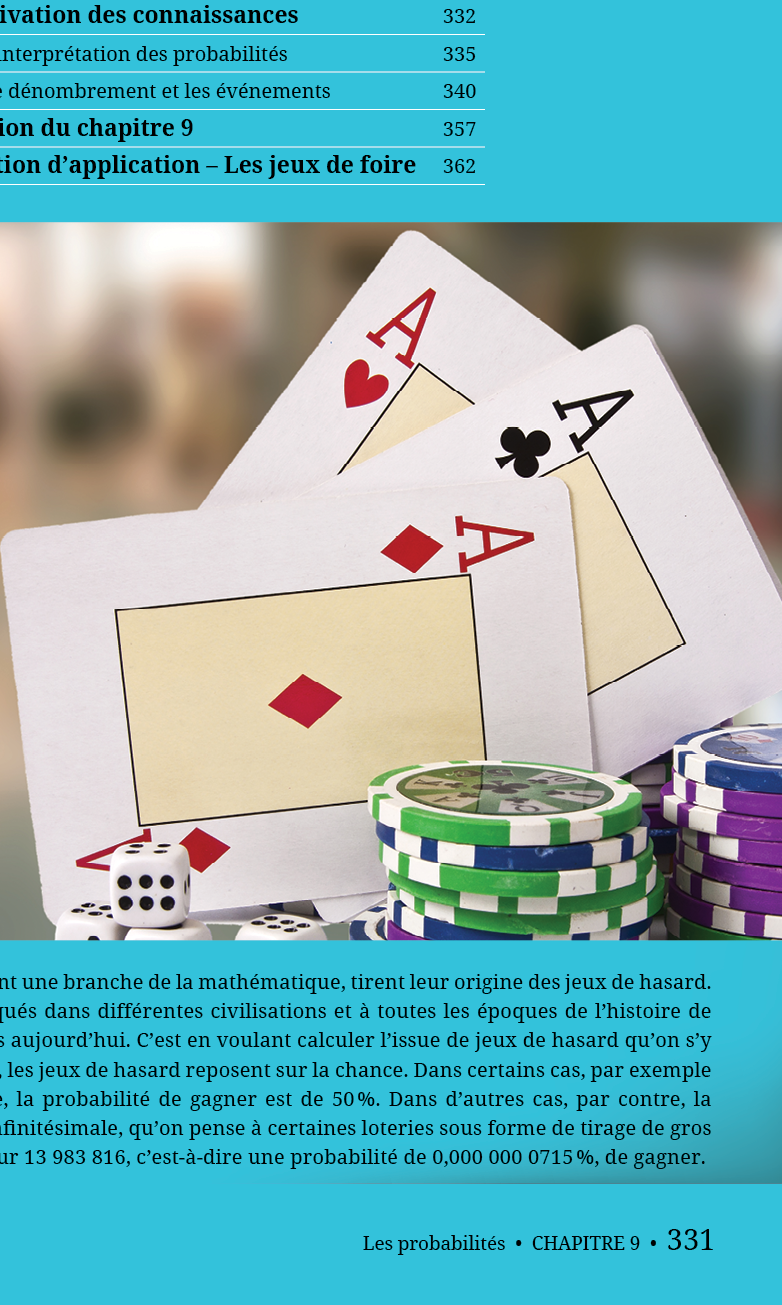 ivation des connaissances 332
interprétation des probabilités 335
e dénombrement et les événements 340
ion du chapitre 9 357
tion d’application – Les jeux de foire 362
A
A
A
A
nt une branche de la mathématique, tirent leur origine des jeux de hasard.
qués dans différentes civilisations et à toutes les époques de l’histoire de
s aujourd’hui. C’est en voulant calculer l’issue de jeux de hasard qu’on s’y
, les jeux de hasard reposent sur la chance. Dans certains cas, par exemple
e, la probabilité de gagner est de 50 %. Dans d’autres cas, par contre, la
nfinitésimale, qu’on pense à certaines loteries sous forme de tirage de gros
ur 13 983 816, c’est-à-dire une probabilité de 0,000 000 0715 %, de gagner.
Les probabilités • CHAPITRE 9 • 331